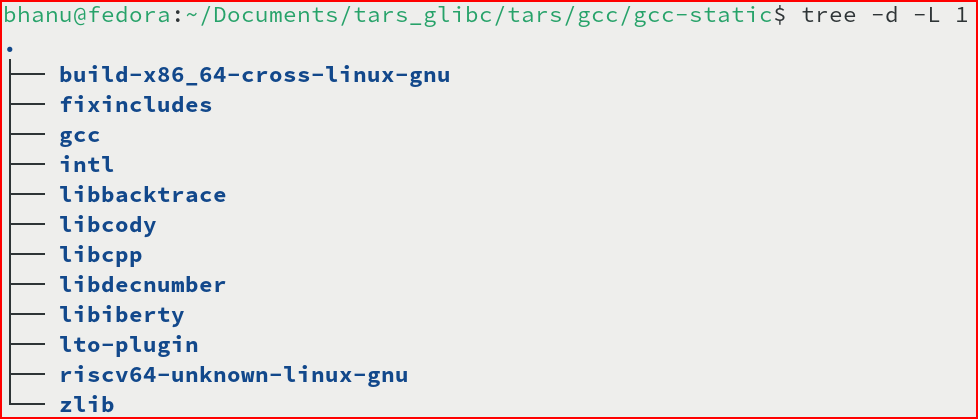 bhanu@fedora:~/Documents/tars_glibc/tars/gcc/gcc-static$ tree -d -L 1
.
├── build-x86_64-cross-linux-gnu
├── fixincludes
├── gcc
├── intl
├── libbacktrace
├── libcody
├── libcpp
├── libdecnumber
├── libiberty
├── lto-plugin
├── riscv64-unknown-linux-gnu
└── zlib